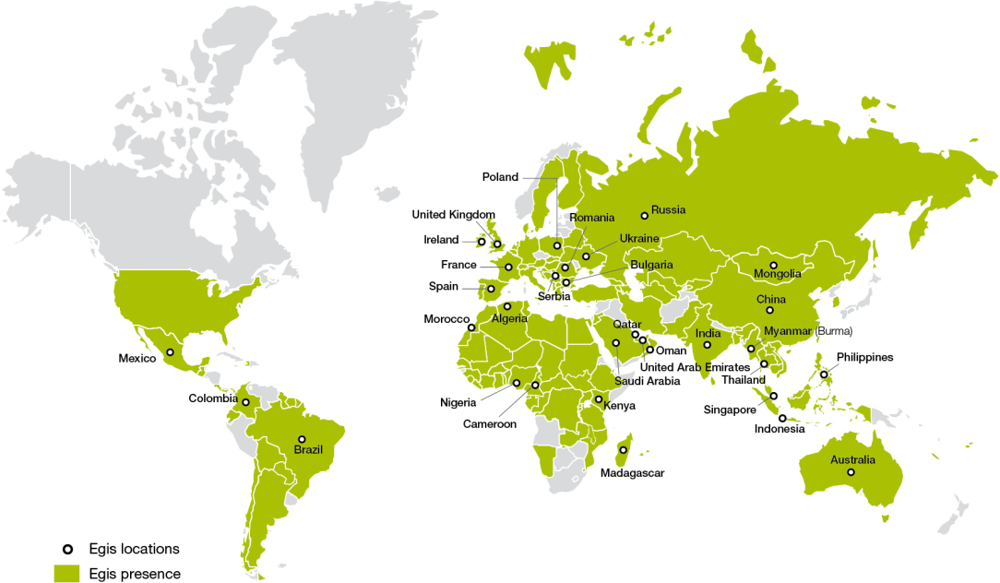 Poland
United Kingdom
Russia
Romania
Ireland
Ukraine
France
Bulgaria
Mongolia
Spain
Serbia
China
Morocco
Algeria
Qatar
India
Myanmar (Burma)
Mexico
Oman
Philippines
United Arab Emirates
Saudi Arabia
Thailand
Colombia
Nigeria
Kenya
Singapore
Cameroon
Indonesia
Brazil
Australia
Madagascar
Egis locations
Egis presence